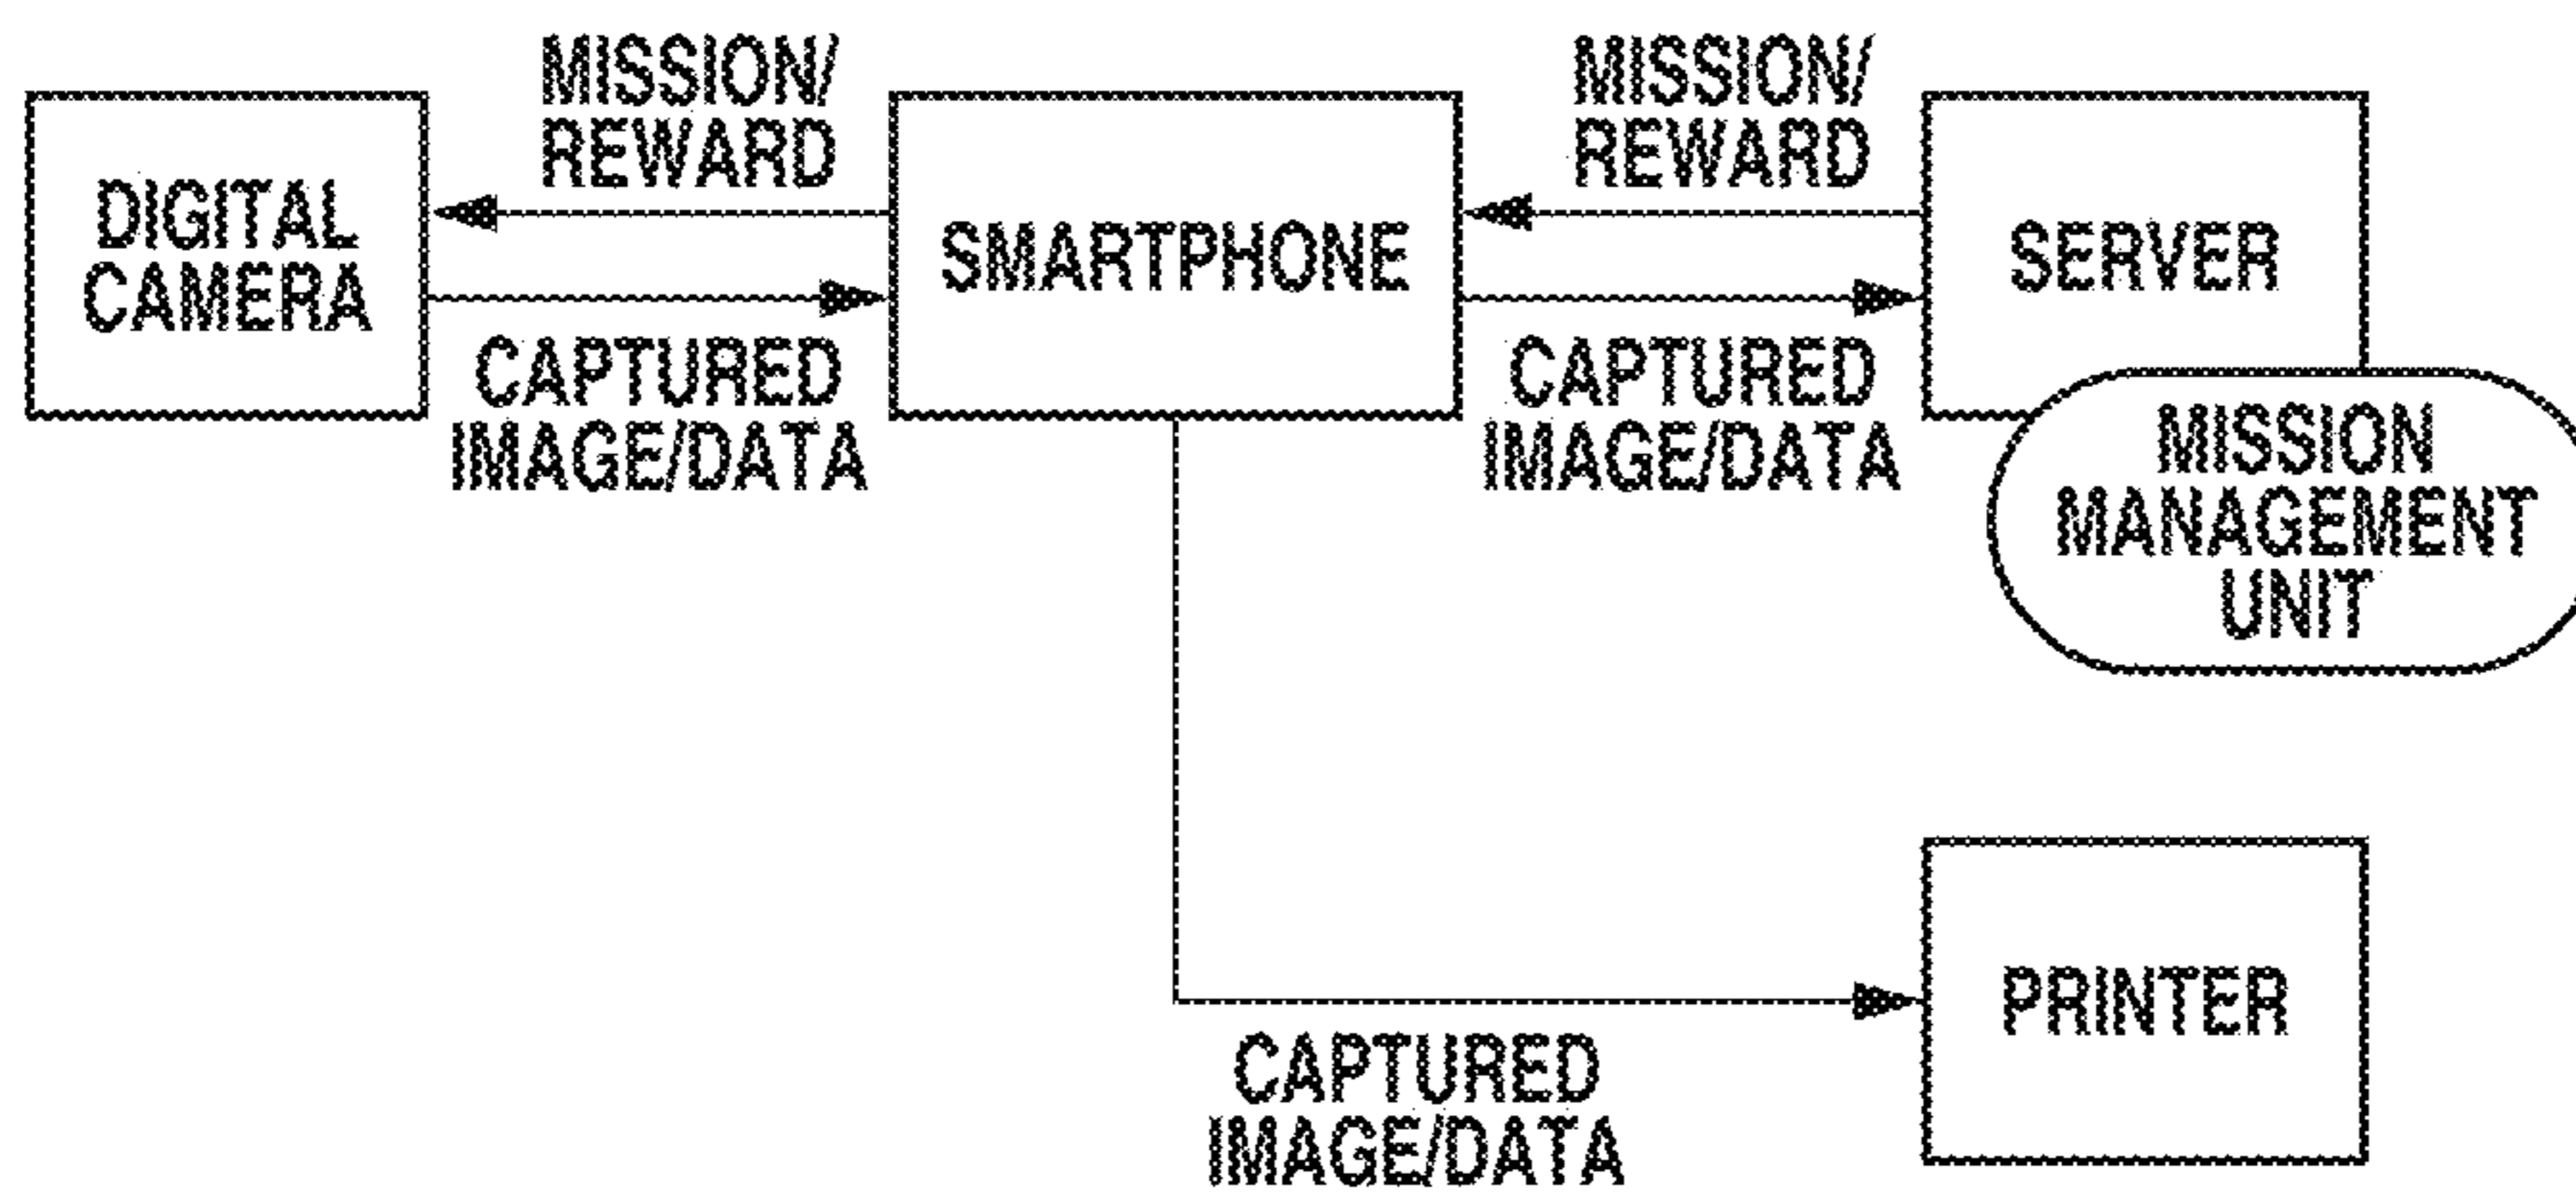 MISSION/
REWARD
MISSION/
REWARD
DIGITAL
CAMERA
SMARTPHONE
SERVER
CAPTURED
IMAGE/DATA
CAPTURED
IMAGE/DATA
MISSION
MANAGEMENT
UNIT
PRINTER
CAPTURED
IMAGE/DATA